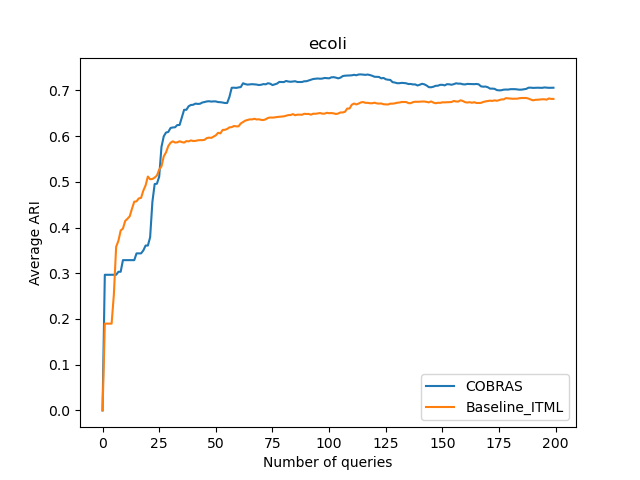 ecoli
0.7
0.6
0.5
0.4
0.3
0.2
0.1
0.0
Average ARI
0 25 50 75 100 125 150 175 200
Number of queries
COBRAS
Baseline_ITML